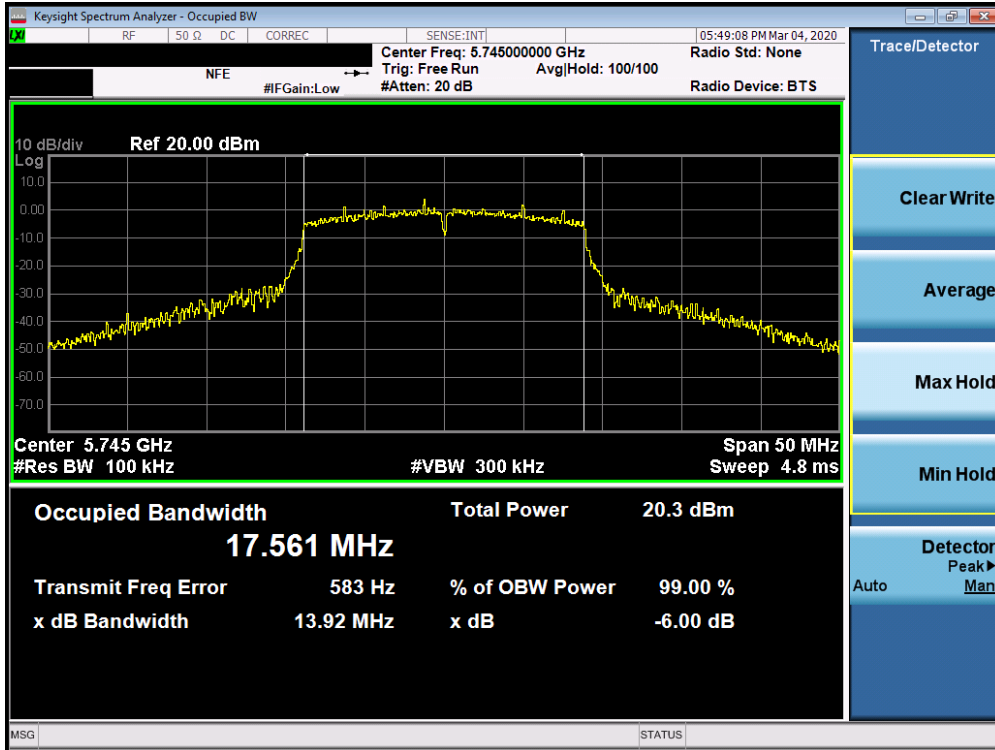 Keysight Spectrum Analyzer - Occupied BW
LXI
RF 50 Ω DC CORREC SENSE:INT 05:49:08 PM Mar 04, 2020
Center Freq: 5.745000000 GHz Radio Std: None
NFE Trig: Free Run Avg|Hold: 100/100
#IFGain:Low #Atten: 20 dB Radio Device: BTS
10 dB/div Ref 20.00 dBm
Log
10.0
0.00
-10.0
-20.0
-30.0
-40.0
-50.0
-60.0
-70.0
Center 5.745 GHz Span 50 MHz
#Res BW 100 kHz #VBW 300 kHz Sweep 4.8 ms
Occupied Bandwidth Total Power 20.3 dBm
17.561 MHz
Transmit Freq Error 583 Hz % of OBW Power 99.00 %
x dB Bandwidth 13.92 MHz x dB -6.00 dB
MSG STATUS
Trace/Detector
Clear Write
Average
Max Hold
Min Hold
Detector
Peak▶
Auto Man